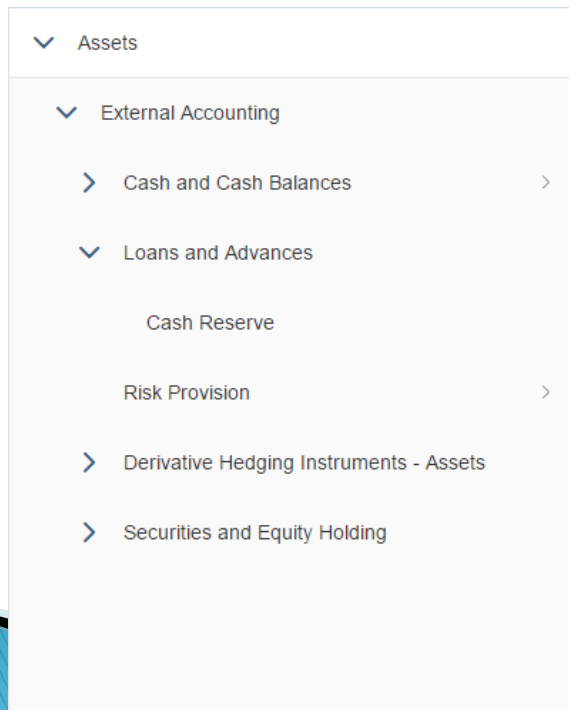 Assets
External Accounting
Cash and Cash Balances
Loans and Advances
Cash Reserve
Risk Provision
Derivative Hedging Instruments - Assets
Securities and Equity Holding